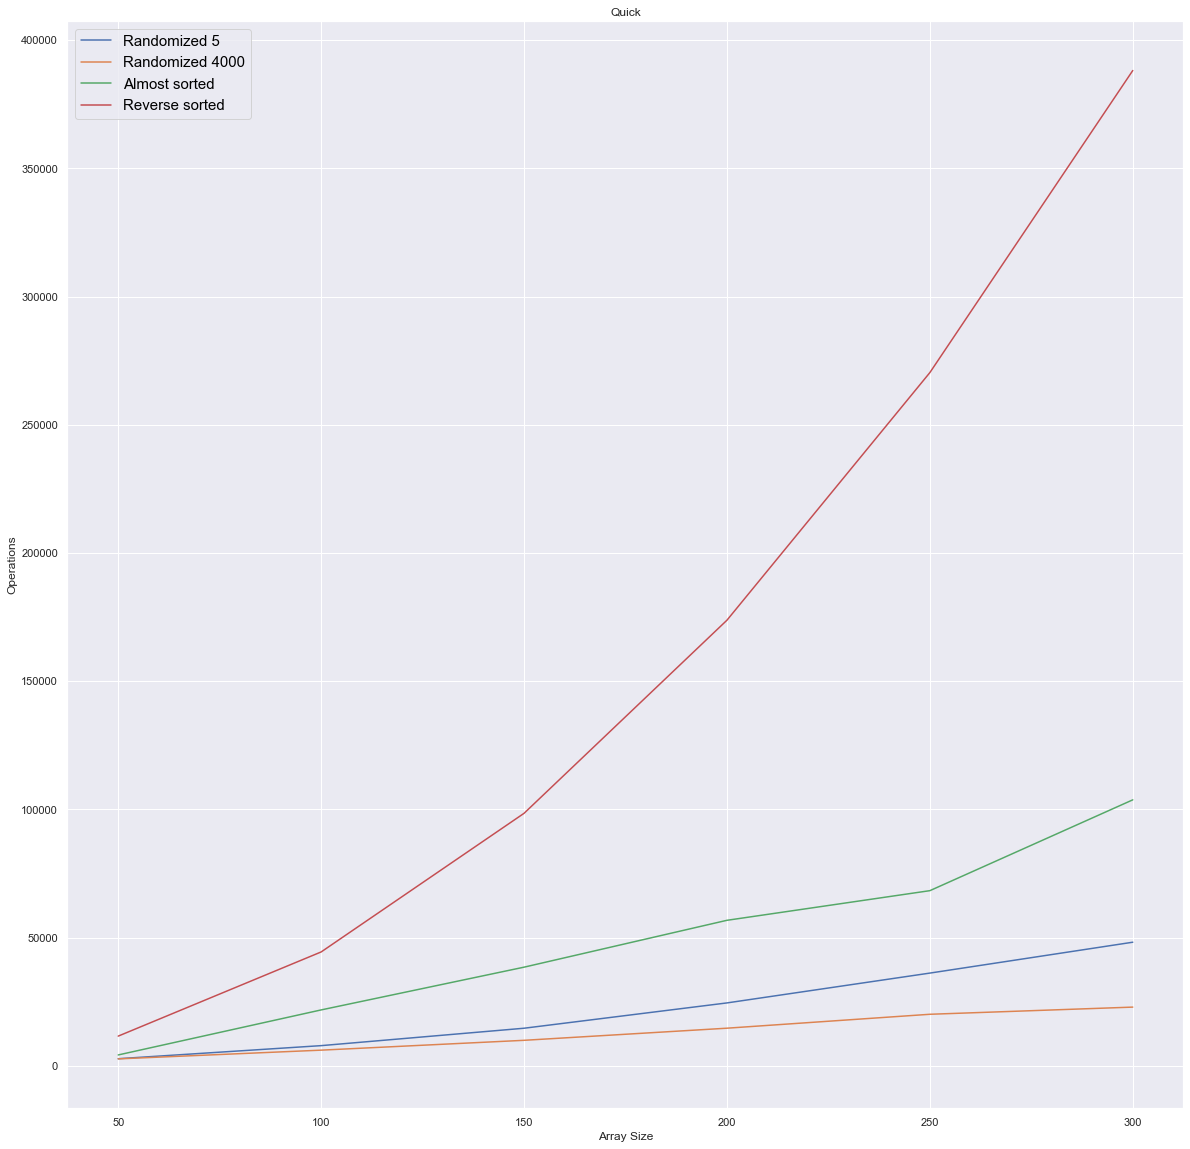 Quick
Randomized 5
Randomized 4000
Almost sorted
Reverse sorted
400000
350000
300000
250000
200000
150000
100000
50000
0
Operations
50 100 150 200 250 300
Array Size